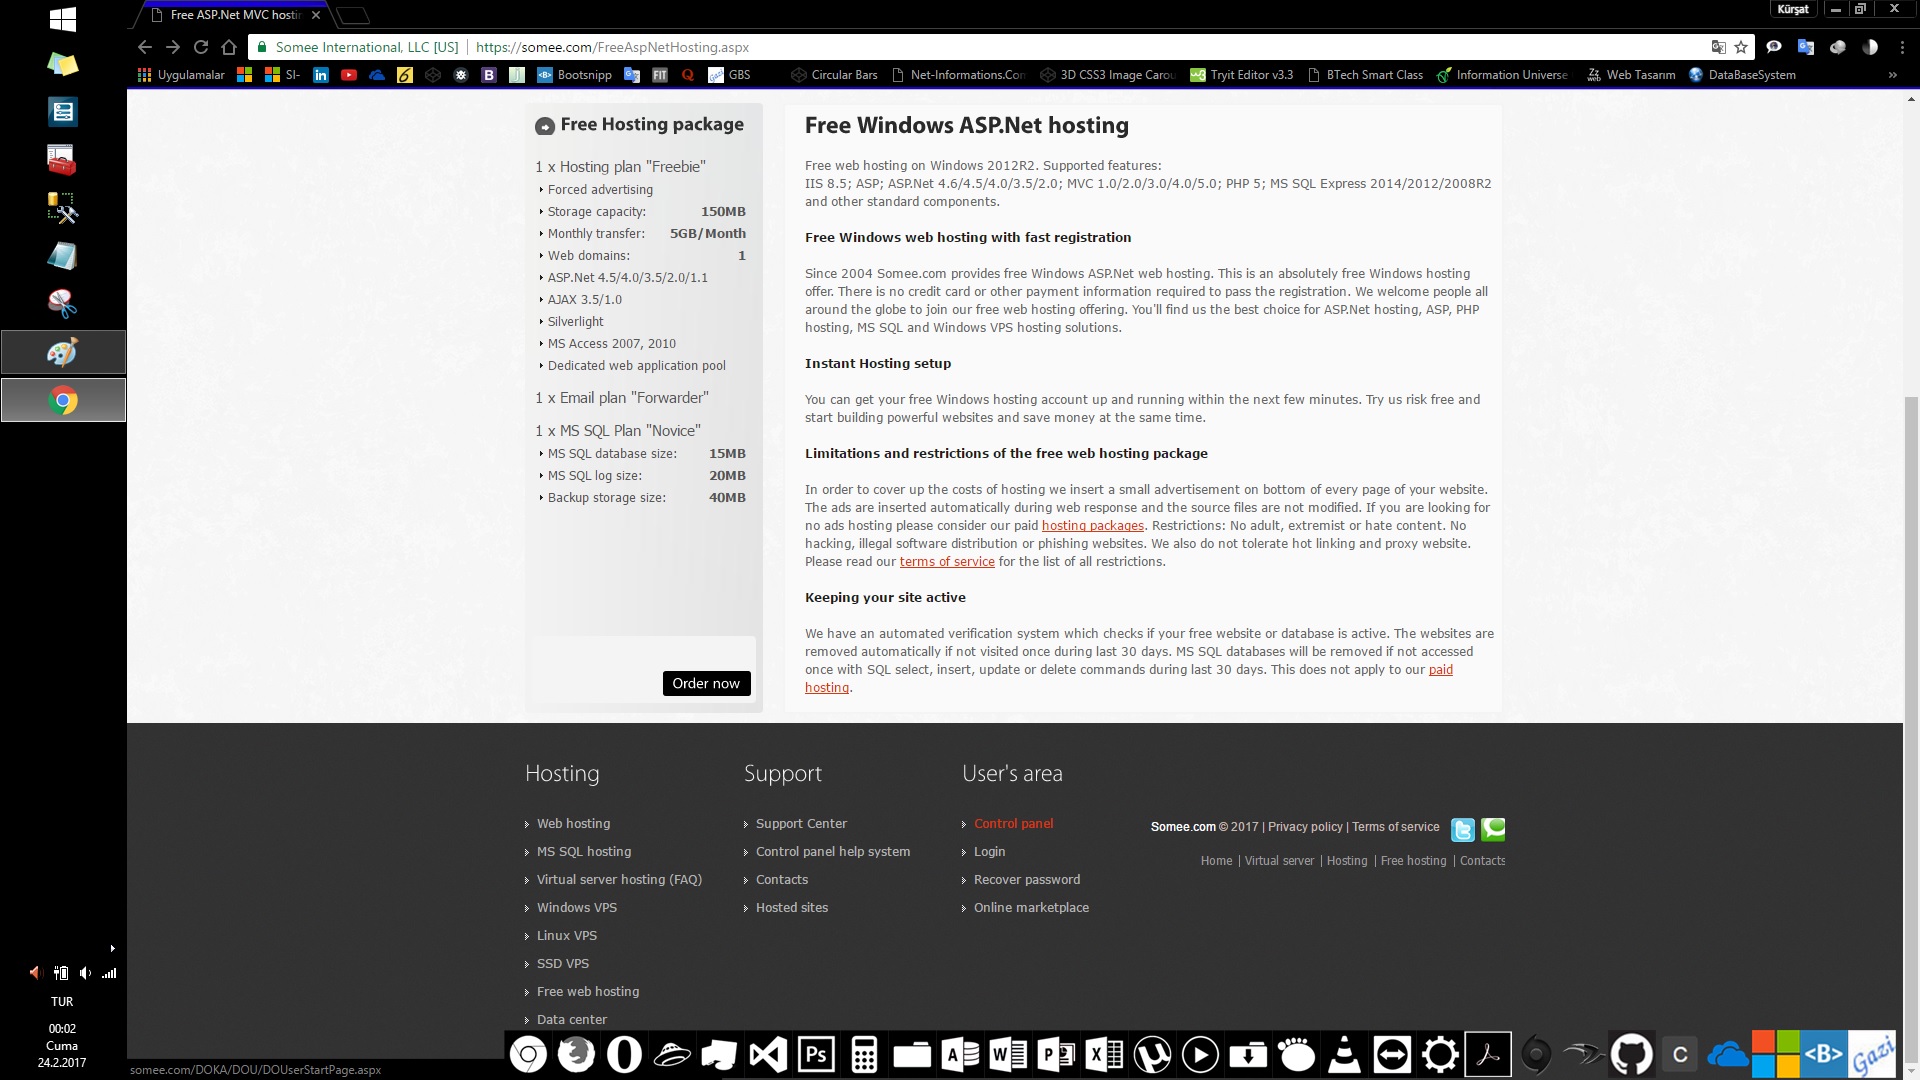 Free ASP.Net MVC hostin
Kürşat
Somee International, LLC [US]
https://somee.com/FreeAspNetHosting.aspx
Uygulamalar
SI-
Bootsnipp
FIT
GBS
Circular Bars
Net-Informations.Com
3D CSS3 Image Carou
Tryit Editor v3.3
BTech Smart Class
Information Universe
Web Tasarım
DataBaseSystem
Free Hosting package
1 x Hosting plan "Freebie"
Forced advertising
Storage capacity: 150MB
Monthly transfer: 5GB/Month
Web domains: 1
ASP.Net 4.5/4.0/3.5/2.0/1.1
AJAX 3.5/1.0
Silverlight
MS Access 2007, 2010
Dedicated web application pool
1 x Email plan "Forwarder"
1 x MS SQL Plan "Novice"
MS SQL database size: 15MB
MS SQL log size: 20MB
Backup storage size: 40MB
Order now
Free Windows ASP.Net hosting
Free web hosting on Windows 2012R2. Supported features:
IIS 8.5; ASP; ASP.Net 4.6/4.5/4.0/3.5/2.0; MVC 1.0/2.0/3.0/4.0/5.0; PHP 5; MS SQL Express 2014/2012/2008R2
and other standard components.
Free Windows web hosting with fast registration
Since 2004 Somee.com provides free Windows ASP.Net web hosting. This is an absolutely free Windows hosting
offer. There is no credit card or other payment information required to pass the registration. We welcome people all
around the globe to join our free web hosting offering. You'll find us the best choice for ASP.Net hosting, ASP, PHP
hosting, MS SQL and Windows VPS hosting solutions.
Instant Hosting setup
You can get your free Windows hosting account up and running within the next few minutes. Try us risk free and
start building powerful websites and save money at the same time.
Limitations and restrictions of the free web hosting package
In order to cover up the costs of hosting we insert a small advertisement on bottom of every page of your website.
The ads are inserted automatically during web response and the source files are not modified. If you are looking for
no ads hosting please consider our paid hosting packages. Restrictions: No adult, extremist or hate content. No
hacking, illegal software distribution or phishing websites. We also do not tolerate hot linking and proxy website.
Please read our terms of service for the list of all restrictions.
Keeping your site active
We have an automated verification system which checks if your free website or database is active. The websites are
removed automatically if not visited once during last 30 days. MS SQL databases will be removed if not accessed
once with SQL select, insert, update or delete commands during last 30 days. This does not apply to our paid
hosting.
Hosting
Web hosting
MS SQL hosting
Virtual server hosting (FAQ)
Windows VPS
Linux VPS
SSD VPS
Free web hosting
Data center
Support
Support Center
Control panel help system
Contacts
Hosted sites
User's area
Control panel
Login
Recover password
Online marketplace
Somee.com © 2017 | Privacy policy | Terms of service
Home | Virtual server | Hosting | Free hosting | Contacts
TUR
00:02
Cuma
24.2.2017
somee.com/DOKA/DOU/DOUserStartPage.aspx
Ps
C
<B>
Gazi